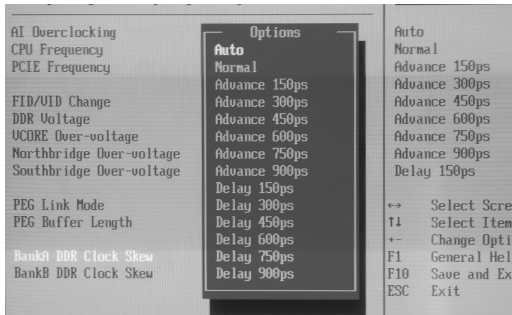 AI Overclocking
CPU Frequency
PCIE Frequency
FID/VID Change
DDR Voltage
VCORE Over-voltage
Northbridge Over-voltage
Southbridge Over-voltage
PEG Link Mode
PEG Buffer Length
BankA DDR Clock Skew
BankB DDR Clock Skew
Options
Auto
Normal
Advance 150ps
Advance 300ps
Advance 450ps
Advance 600ps
Advance 750ps
Advance 900ps
Delay 150ps
Delay 300ps
Delay 450ps
Delay 600ps
Delay 750ps
Delay 900ps
Auto
Normal
Advance 150ps
Advance 300ps
Advance 450ps
Advance 600ps
Advance 750ps
Advance 900ps
Delay 150ps
↔ Select Scre
↑↓ Select Item
+- Change Opti
F1 General Hel
F10 Save and Ex
ESC Exit